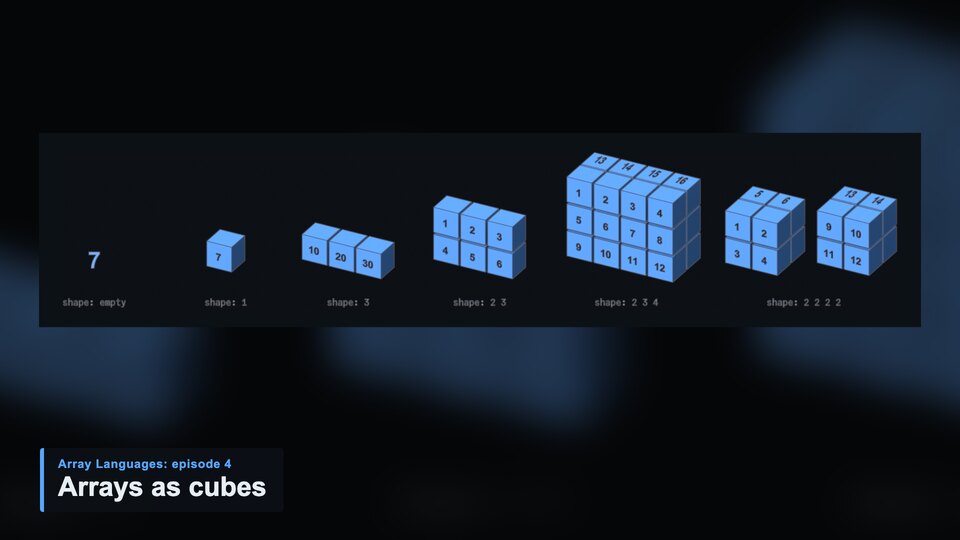 7
shape: empty
7
shape: 1
10 20 30
shape: 3
1 2 3
4 5 6
shape: 2 3
13 14 15 16
1 2 3 4
5 6 7 8
9 10 11 12
shape: 2 3 4
5 6
1 2
3 4
13 14
9 10
11 12
shape: 2 2 2 2
Array Languages: episode 4
Arrays as cubes